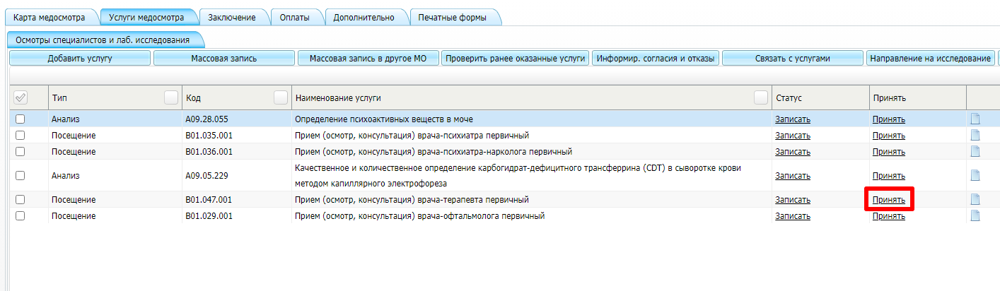 Карта медосмотра Услуги медосмотра Заключение Оплаты Дополнительно Печатные формы
Осмотры специалистов и лаб. исследования
Добавить услугу Массовая запись Массовая запись в другое МО Проверить ранее оказанные услуги Информир. согласия и отказы Связать с услугами Направление на исследование
Тип Код Наименование услуги Статус Принять
Анализ A09.28.055 Определение психоактивных веществ в моче Записать Принять
Посещение B01.035.001 Прием (осмотр, консультация) врача-психиатра первичный Записать Принять
Посещение B01.036.001 Прием (осмотр, консультация) врача-психиатра-нарколога первичный Записать Принять
Анализ A09.05.229 Качественное и количественное определение карбогидрат-дефицитного трансферрина (CDT) в сыворотке крови
методом капиллярного электрофореза Записать Принять
Посещение B01.047.001 Прием (осмотр, консультация) врача-терапевта первичный Записать Принять
Посещение B01.029.001 Прием (осмотр, консультация) врача-офтальмолога первичный Записать Принять